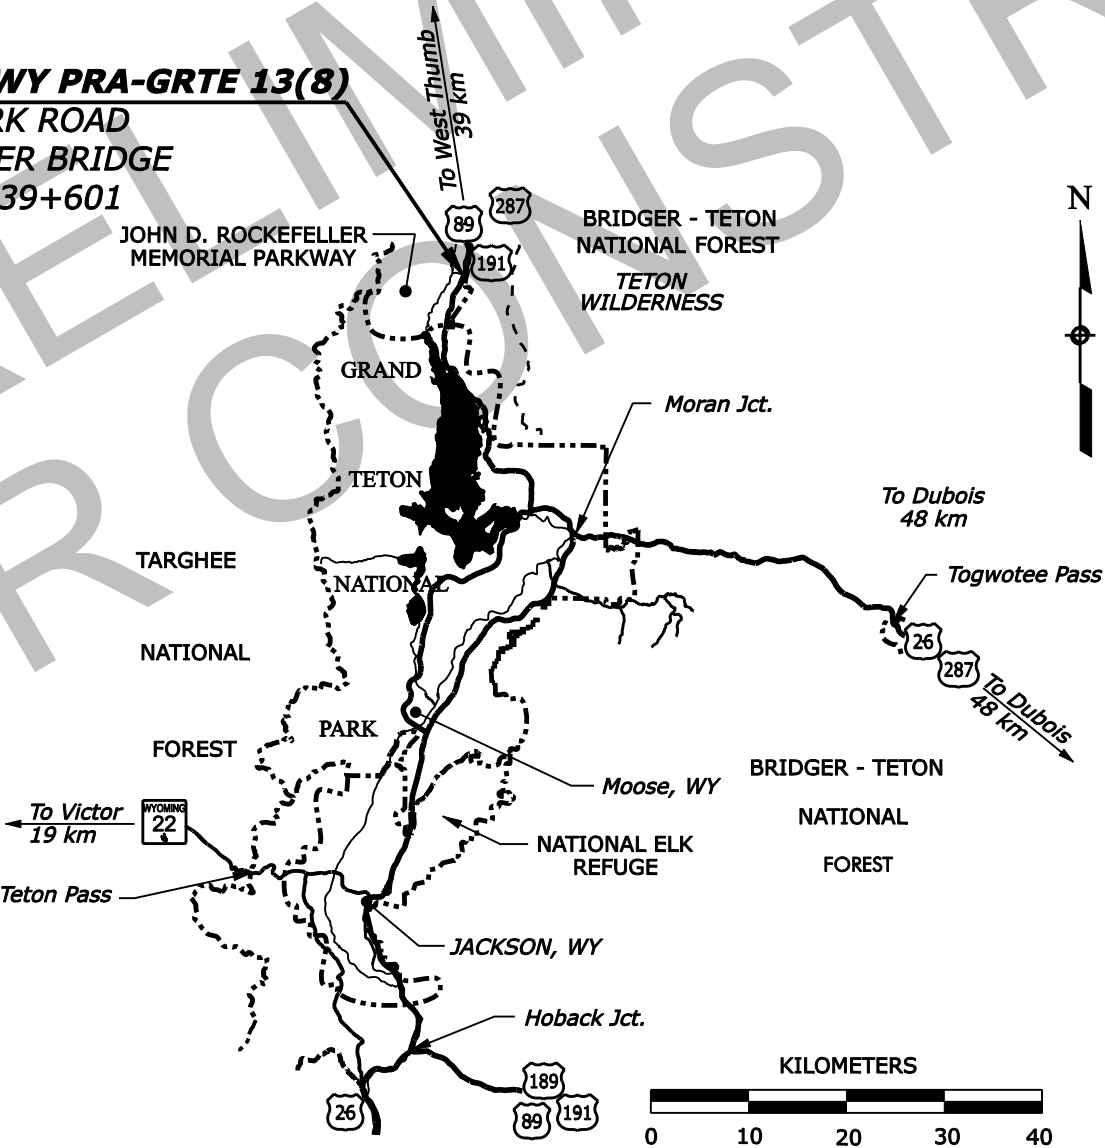 WY PRA-GRTE 13(8)
RK ROAD
ER BRIDGE
39+601
To West Thumb
39 km
287
89
191
JOHN D. ROCKEFELLER
MEMORIAL PARKWAY
BRIDGER - TETON
NATIONAL FOREST
TETON
WILDERNESS
N
GRAND
TETON
NATIONAL
PARK
Moran Jct.
To Dubois
48 km
TARGHEE
NATIONAL
FOREST
Togwotee Pass
26
287
To Dubois
48 km
Moose, WY
BRIDGER - TETON
NATIONAL
FOREST
To Victor
19 km
WYOMING
22
NATIONAL ELK
REFUGE
Teton Pass
JACKSON, WY
Hoback Jct.
189
89
191
26
KILOMETERS
0 10 20 30 40
RELIMI
R CONSTR